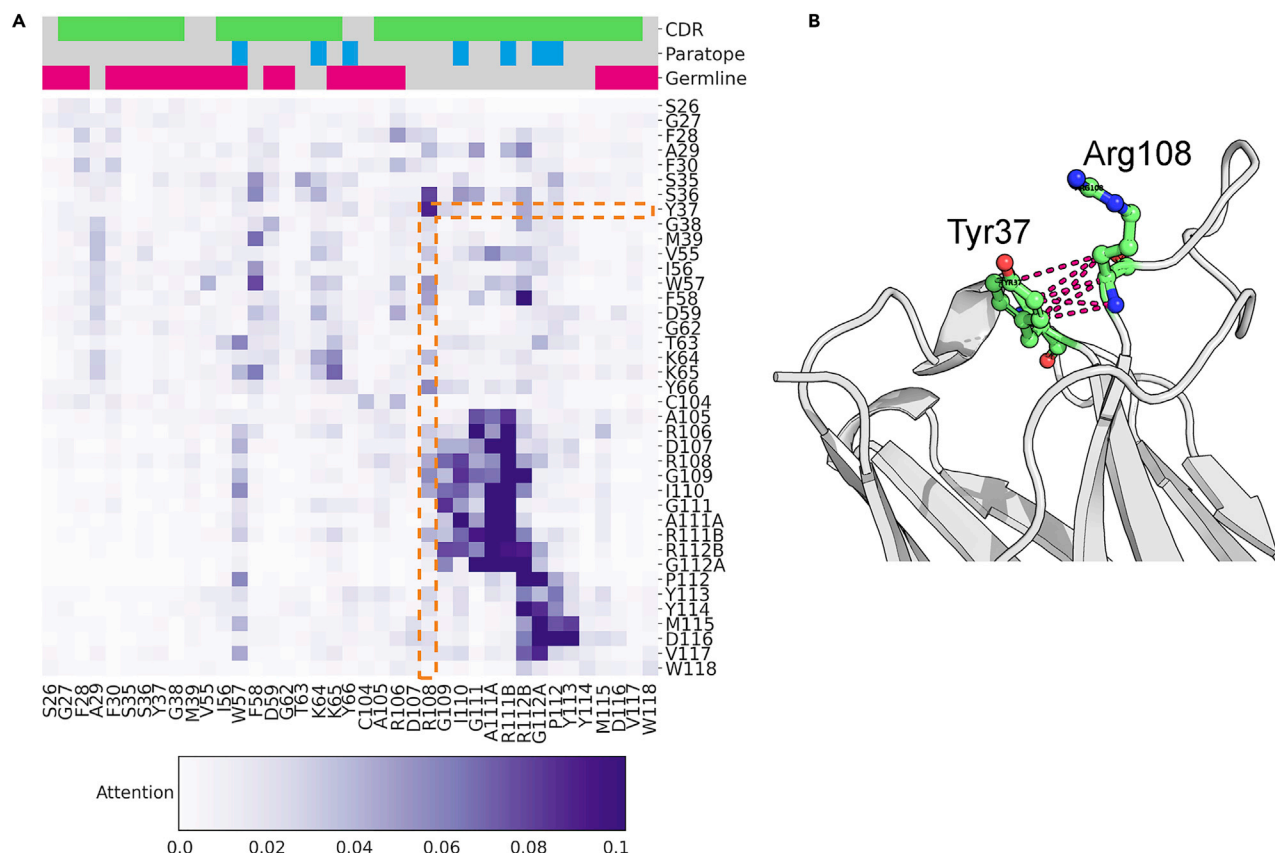 A
B
CDR
Paratope
Germline
S26
G27
F28
A29
F30
S35
S36
Y37
G38
M39
V55
I56
W57
F58
D59
G62
T63
K64
K65
Y66
C104
A105
R106
D107
R108
G109
I110
G111
A111A
R111B
R112B
G112A
P112
Y113
Y114
M115
D116
V117
W118
S26 G27 F28 A29 F30 S35 S36 Y37 G38 M39 V55 I56 W57 F58 D59 G62 T63 K64 K65 Y66 C104 A105 R106 D107 R108 G109 I110 G111 A111A R111B R112B G112A P112 Y113 Y114 M115 D116 V117 W118
Attention
0.0 0.02 0.04 0.06 0.08 0.1
Arg108
Tyr37